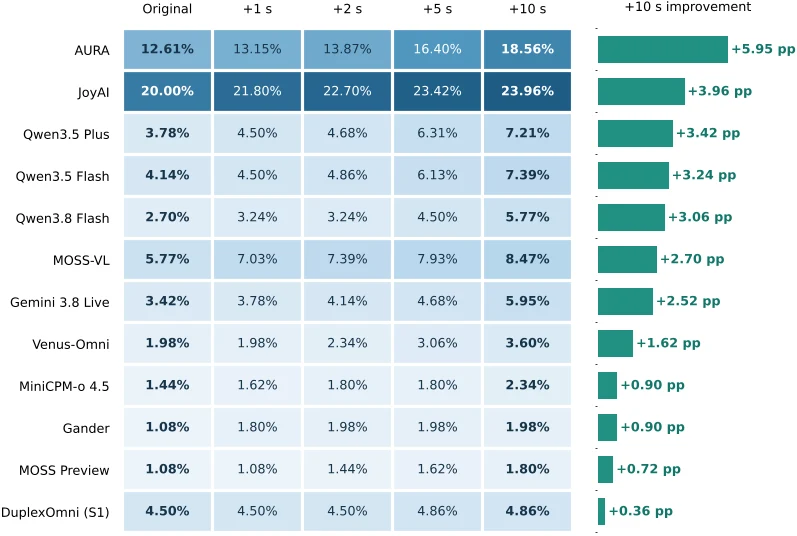 Original +1 s +2 s +5 s +10 s +10 s improvement
AURA 12.61% 13.15% 13.87% 16.40% 18.56% +5.95 pp
JoyAI 20.00% 21.80% 22.70% 23.42% 23.96% +3.96 pp
Qwen3.5 Plus 3.78% 4.50% 4.68% 6.31% 7.21% +3.42 pp
Qwen3.5 Flash 4.14% 4.50% 4.86% 6.13% 7.39% +3.24 pp
Qwen3.8 Flash 2.70% 3.24% 3.24% 4.50% 5.77% +3.06 pp
MOSS-VL 5.77% 7.03% 7.39% 7.93% 8.47% +2.70 pp
Gemini 3.8 Live 3.42% 3.78% 4.14% 4.68% 5.95% +2.52 pp
Venus-Omni 1.98% 1.98% 2.34% 3.06% 3.60% +1.62 pp
MiniCPM-o 4.5 1.44% 1.62% 1.80% 1.80% 2.34% +0.90 pp
Gander 1.08% 1.80% 1.98% 1.98% 1.98% +0.90 pp
MOSS Preview 1.08% 1.08% 1.44% 1.62% 1.80% +0.72 pp
DuplexOmni (S1) 4.50% 4.50% 4.50% 4.86% 4.86% +0.36 pp